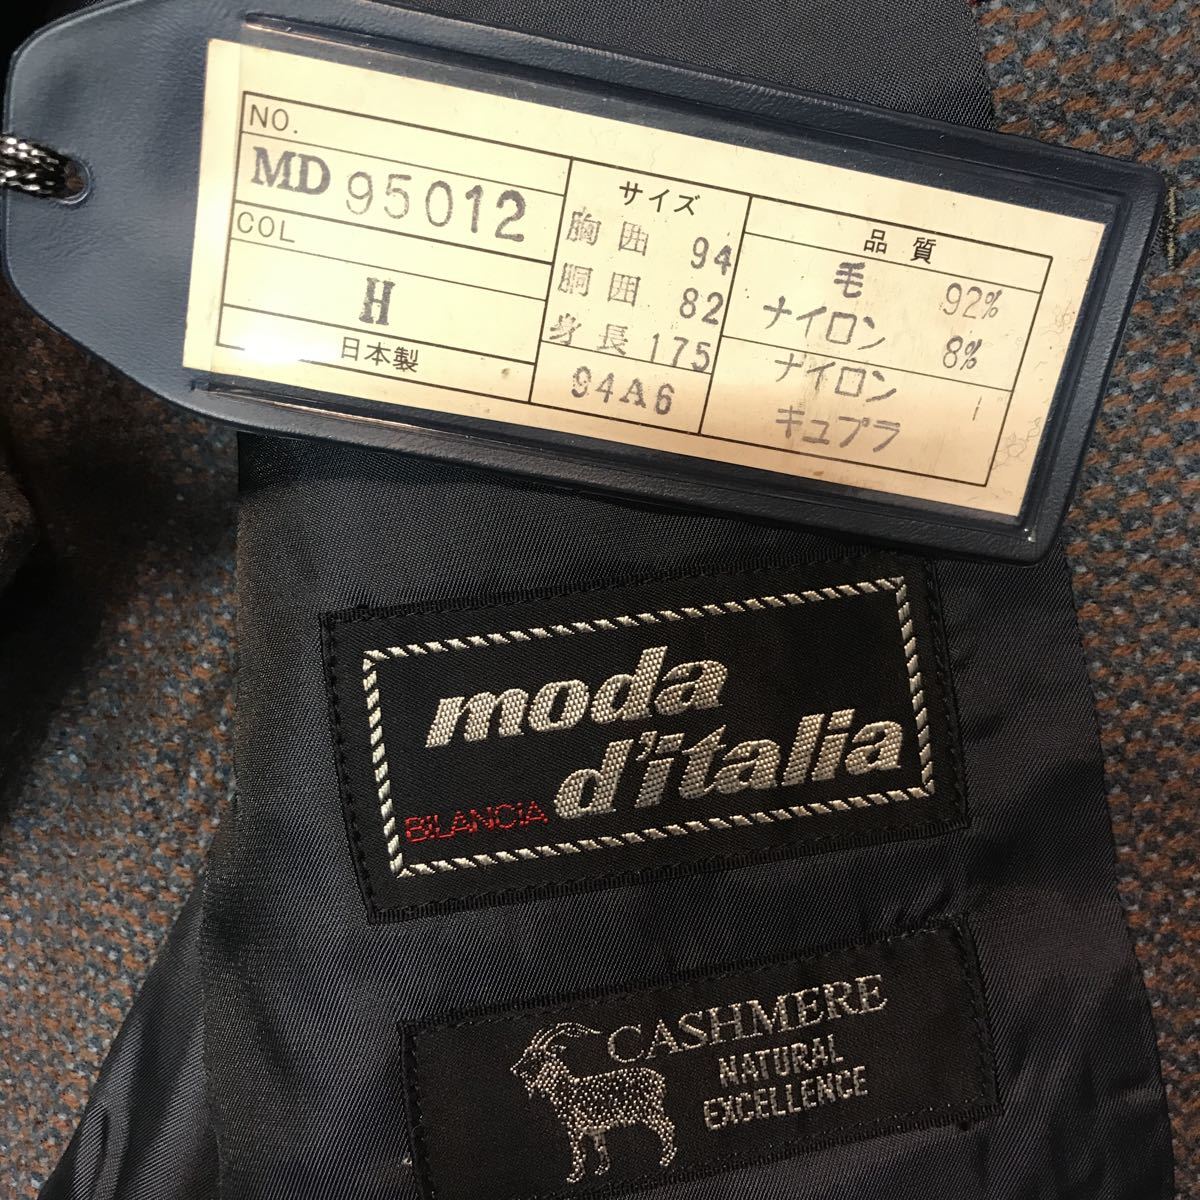 NO.
MD 95012
COL
H
日本製
サイズ
胸囲 94
胴囲 82
身長 175
94A6
品質
毛 92%
ナイロン 8%
ナイロン
キュプラ
moda
d'italia
BILANCIA
CASHMERE
NATURAL
EXCELLENCE